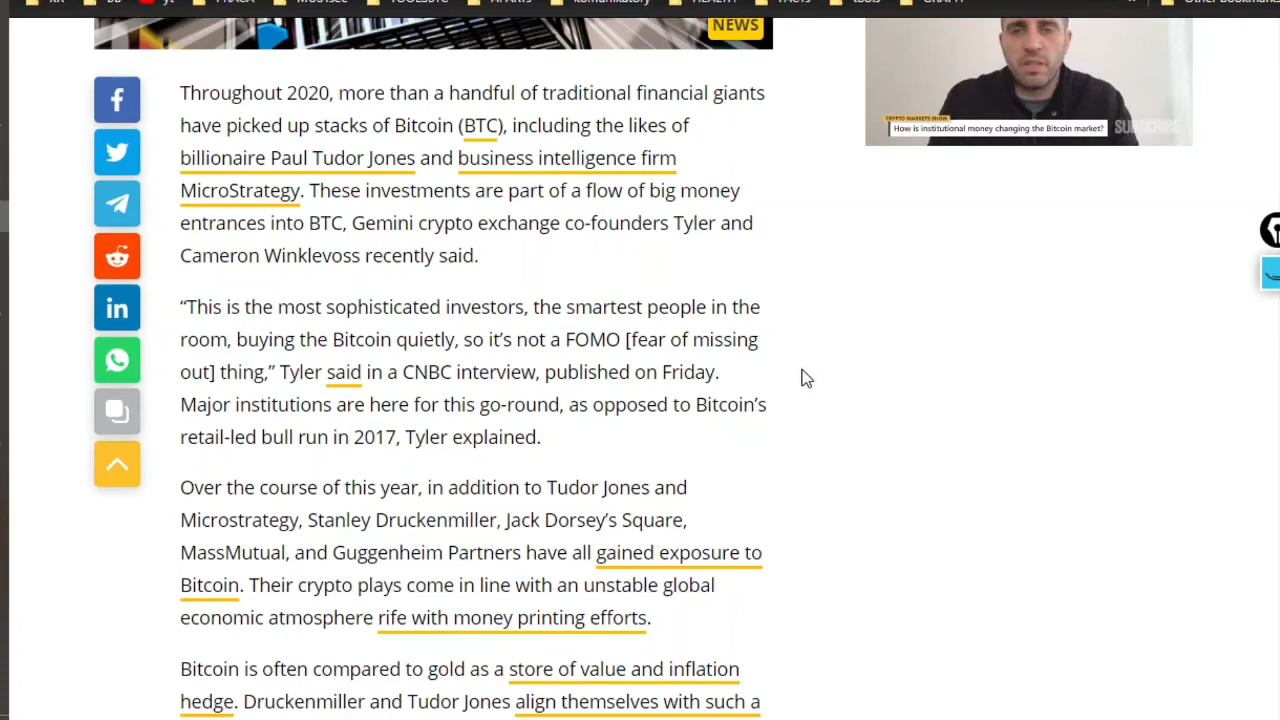 Other bookmarks
NEWS
Throughout 2020, more than a handful of traditional financial giants
have picked up stacks of Bitcoin (BTC), including the likes of
billionaire Paul Tudor Jones and business intelligence firm
MicroStrategy. These investments are part of a flow of big money
entrances into BTC, Gemini crypto exchange co-founders Tyler and
Cameron Winklevoss recently said.
“This is the most sophisticated investors, the smartest people in the
room, buying the Bitcoin quietly, so it’s not a FOMO [fear of missing
out] thing,” Tyler said in a CNBC interview, published on Friday.
Major institutions are here for this go-round, as opposed to Bitcoin’s
retail-led bull run in 2017, Tyler explained.
Over the course of this year, in addition to Tudor Jones and
Microstrategy, Stanley Druckenmiller, Jack Dorsey’s Square,
MassMutual, and Guggenheim Partners have all gained exposure to
Bitcoin. Their crypto plays come in line with an unstable global
economic atmosphere rife with money printing efforts.
Bitcoin is often compared to gold as a store of value and inflation
hedge. Druckenmiller and Tudor Jones align themselves with such a
CRYPTO MARKETS SHOW
How is institutional money changing the Bitcoin market?
SUBSCRIBE